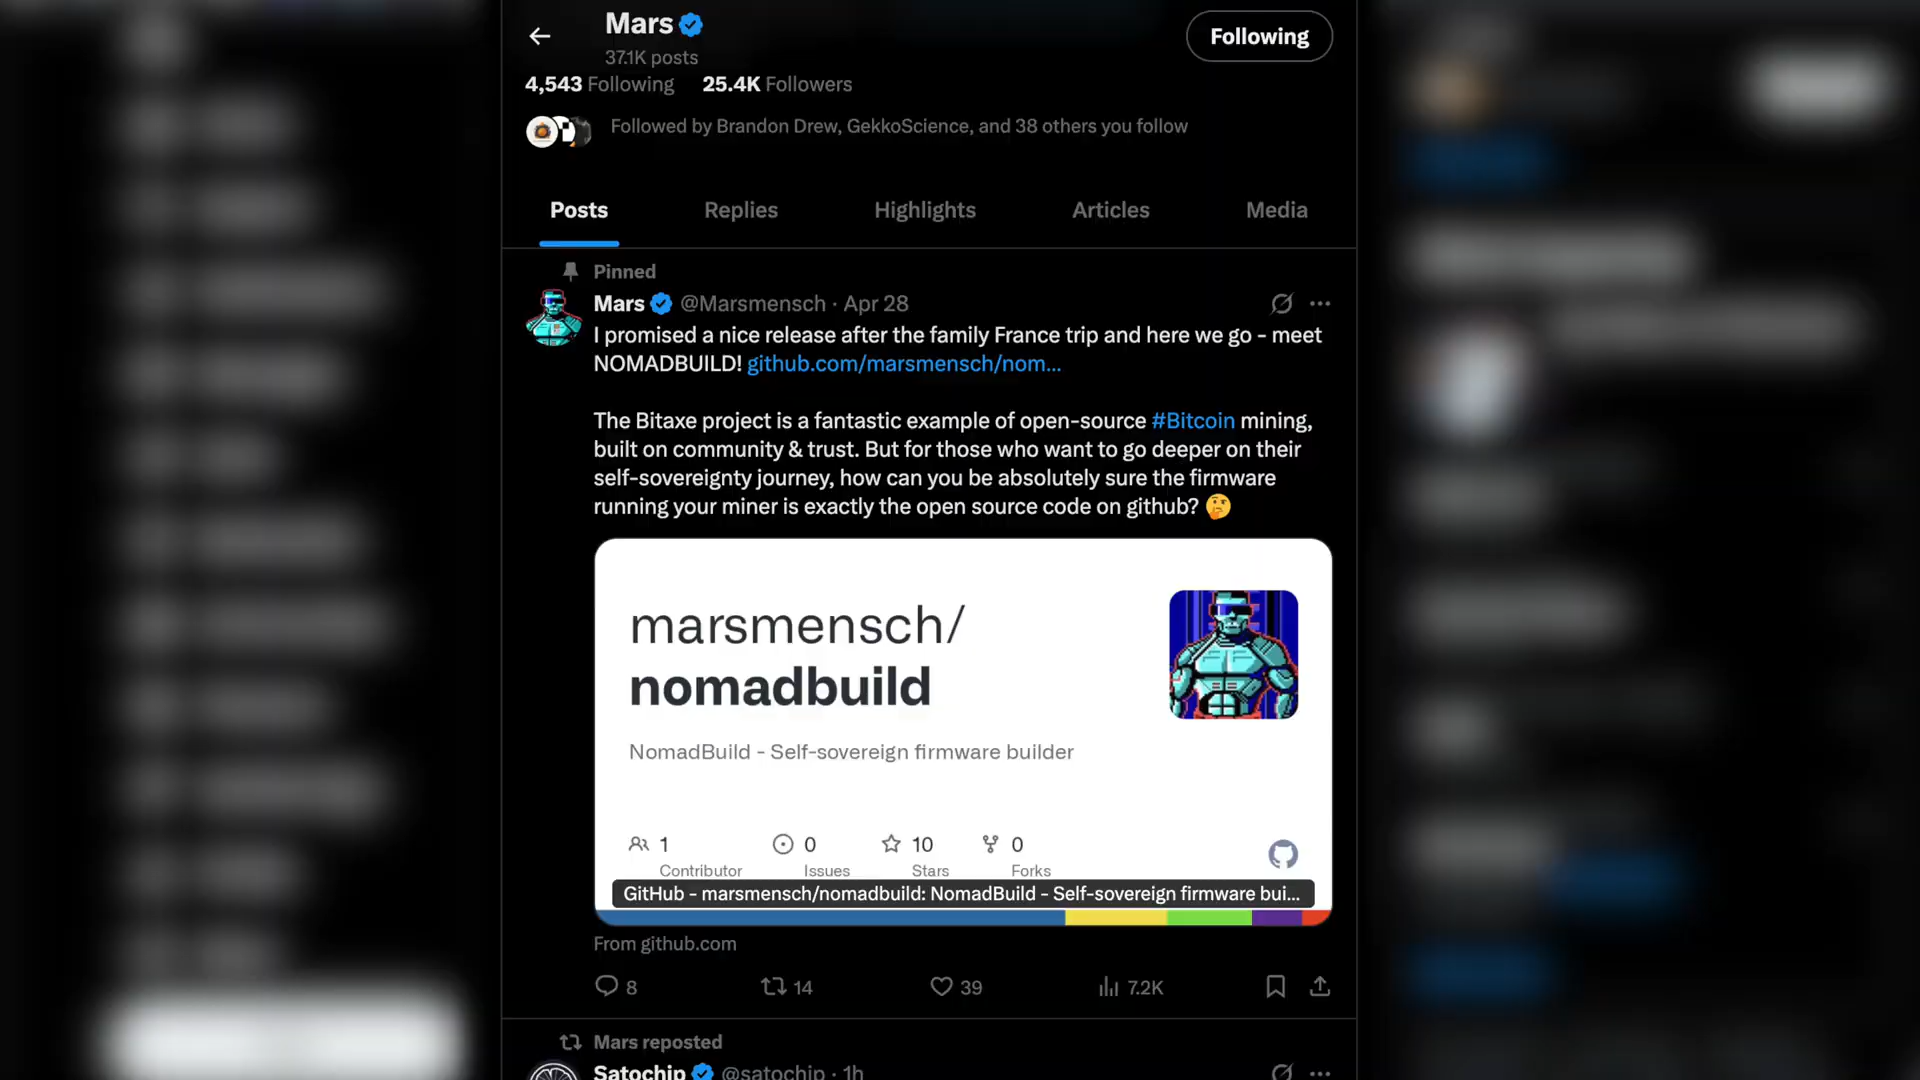 Mars
37.1K posts
Following
4,543 Following 25.4K Followers
Followed by Brandon Drew, GekkoScience, and 38 others you follow
Posts Replies Highlights Articles Media
Pinned
Mars @Marsmensch · Apr 28
I promised a nice release after the family France trip and here we go - meet
NOMADBUILD! github.com/marsmensch/nom...
The Bitaxe project is a fantastic example of open-source #Bitcoin mining,
built on community & trust. But for those who want to go deeper on their
self-sovereignty journey, how can you be absolutely sure the firmware
running your miner is exactly the open source code on github? 🤔
marsmensch/
nomadbuild
NomadBuild - Self-sovereign firmware builder
1 0 10 0
Contributor Issues Stars Forks
GitHub - marsmensch/nomadbuild: NomadBuild - Self-sovereign firmware bui...
From github.com
8 14 39 7.2K
Mars reposted
Satochip @satochip · 1h